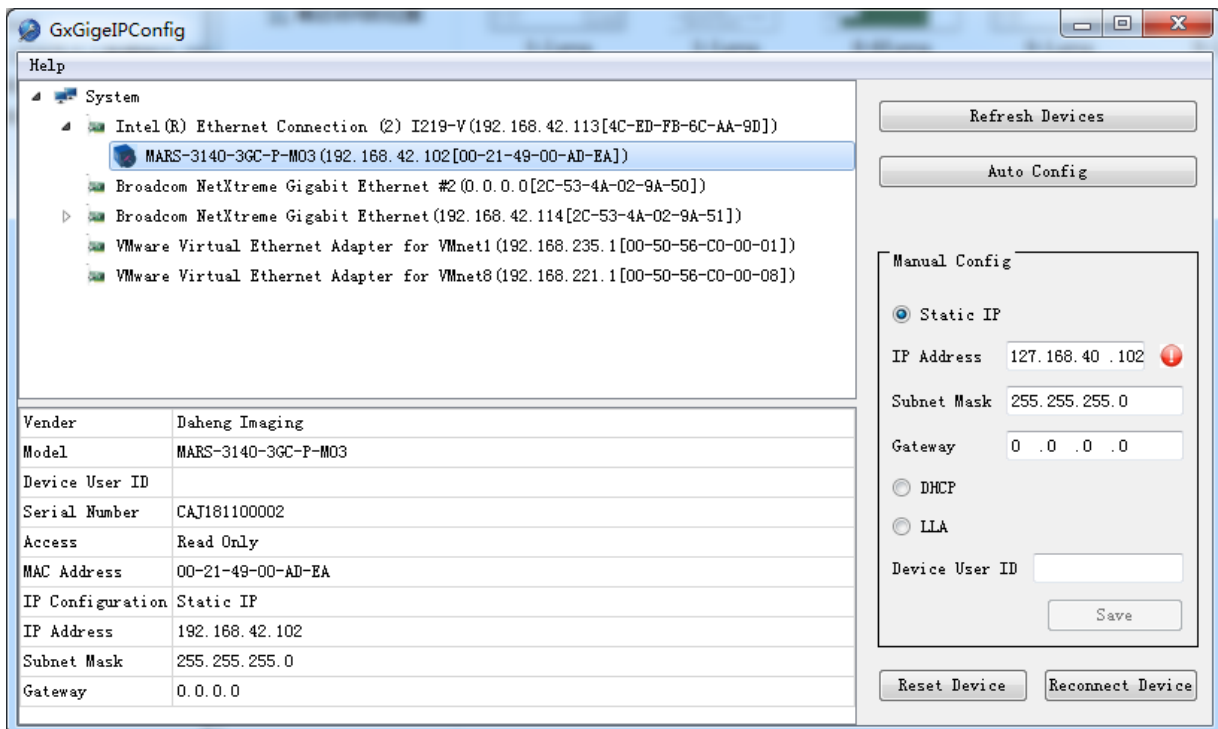 GxGigeIPConfig
Help
System
Intel(R) Ethernet Connection (2) I219-V(192.168.42.113[4C-ED-FB-6C-AA-9D])
MARS-3140-3GC-P-M03(192.168.42.102[00-21-49-00-AD-EA])
Broadcom NetXtreme Gigabit Ethernet #2(0.0.0.0[2C-53-4A-02-9A-50])
Broadcom NetXtreme Gigabit Ethernet(192.168.42.114[2C-53-4A-02-9A-51])
VMware Virtual Ethernet Adapter for VMnet1(192.168.235.1[00-50-56-C0-00-01])
VMware Virtual Ethernet Adapter for VMnet8(192.168.221.1[00-50-56-C0-00-08])
Vender Daheng Imaging
Model MARS-3140-3GC-P-M03
Device User ID
Serial Number CAJ181100002
Access Read Only
MAC Address 00-21-49-00-AD-EA
IP Configuration Static IP
IP Address 192.168.42.102
Subnet Mask 255.255.255.0
Gateway 0.0.0.0
Refresh Devices
Auto Config
Manual Config
Static IP
IP Address 127.168.40 .102
Subnet Mask 255.255.255.0
Gateway 0 .0 .0 .0
DHCP
LLA
Device User ID
Save
Reset Device Reconnect Device